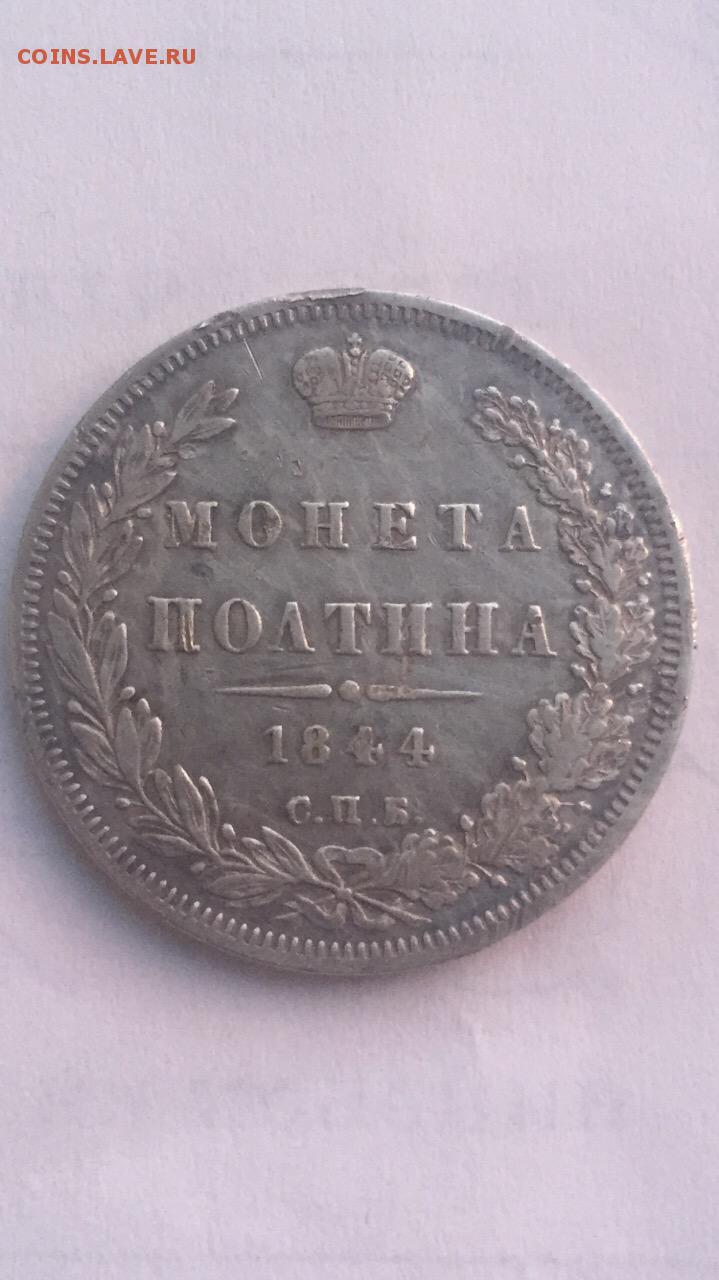 COINS.LAVE.RU
МОНЕТА
ПОЛТИНА
1844
С.П.Б.